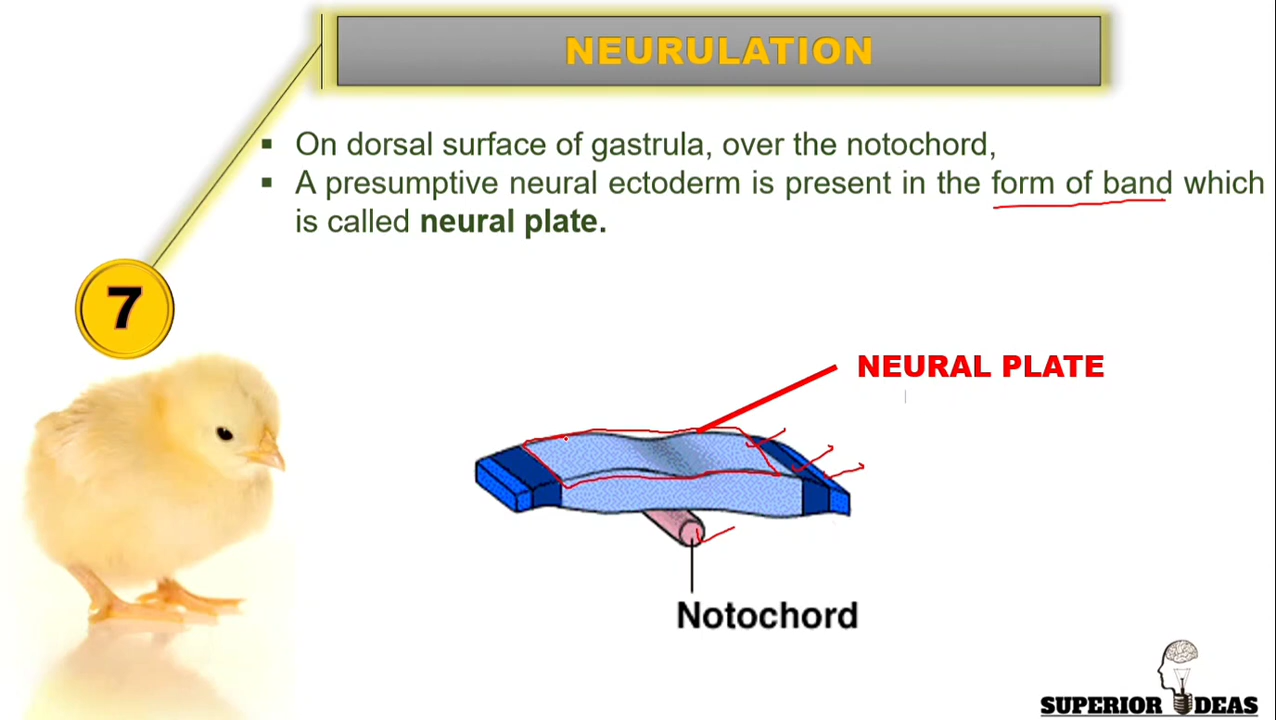 NEURULATION
▪ On dorsal surface of gastrula, over the notochord,
▪ A presumptive neural ectoderm is present in the form of band which
is called neural plate.
7
NEURAL PLATE
Notochord
SUPERIOR IDEAS